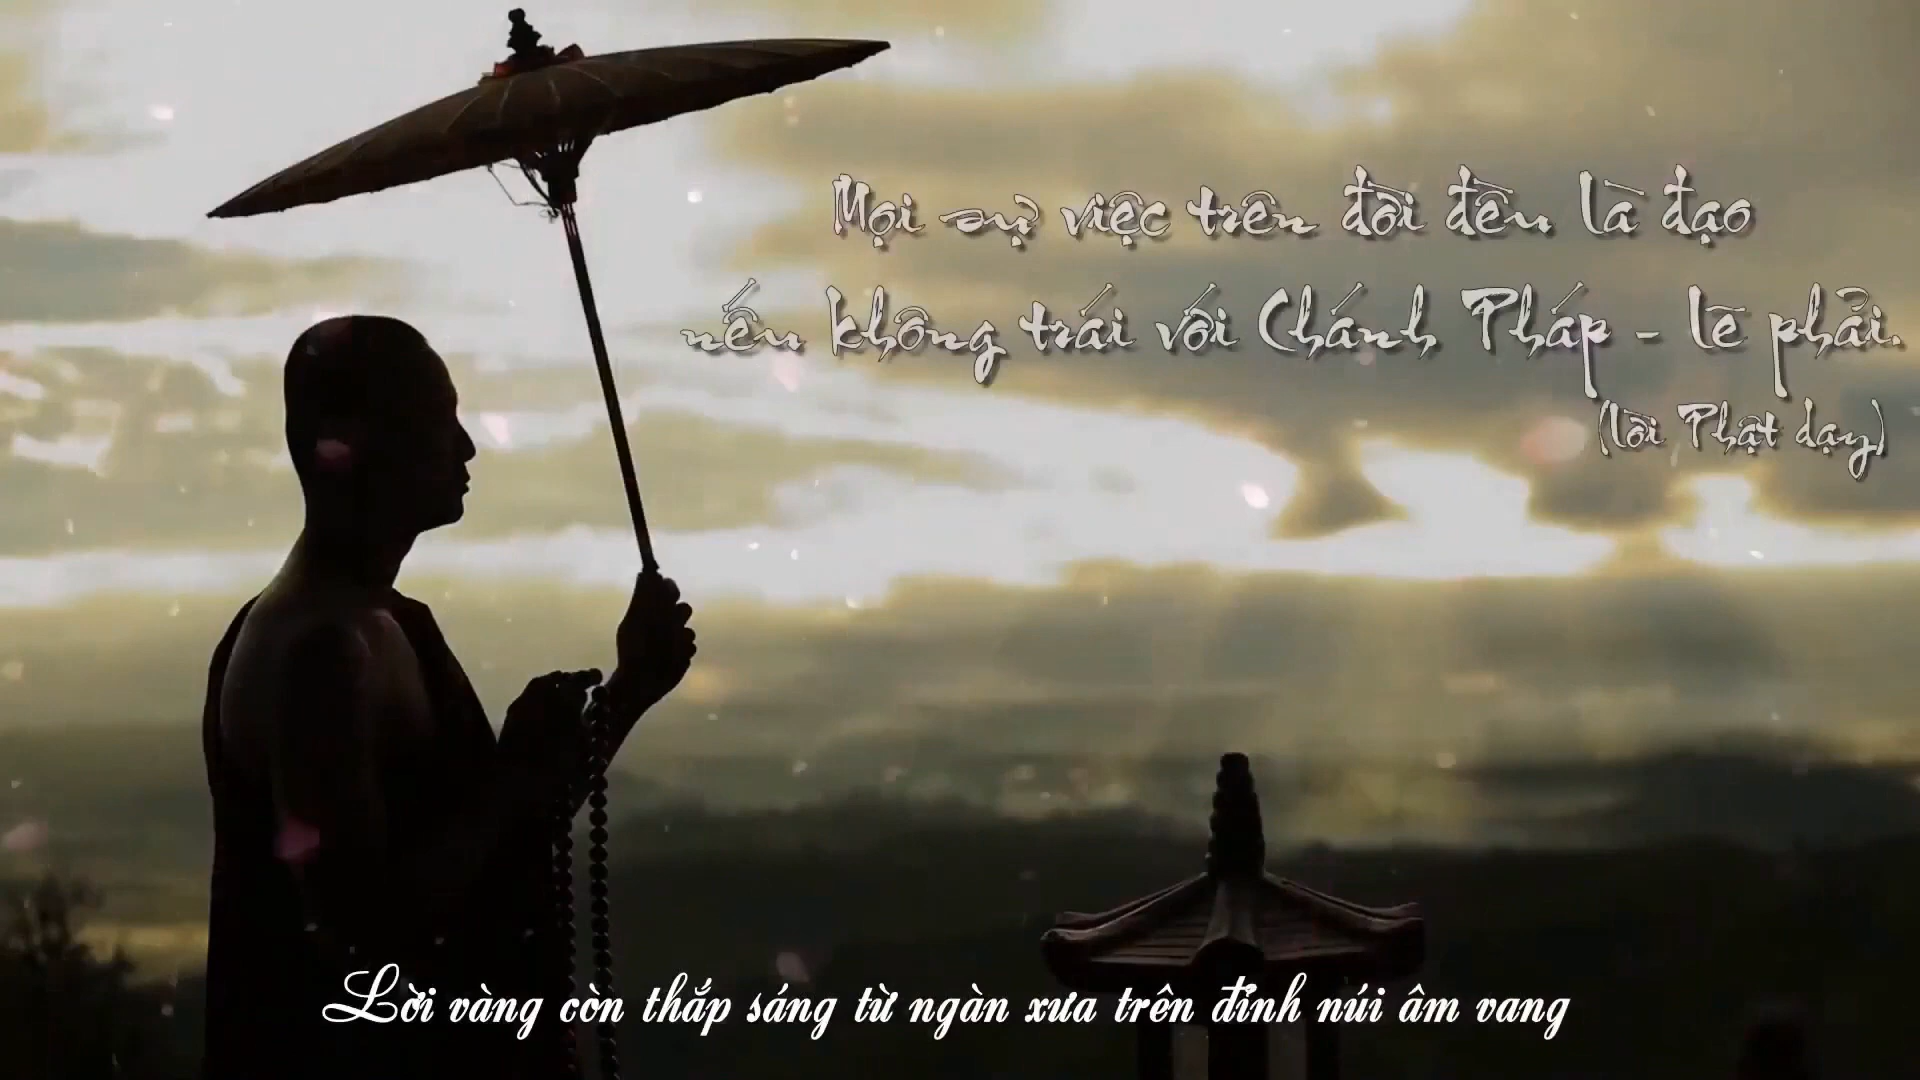 Mọi sự việc trên đời đều là đạo
nếu không trái với Chánh Pháp - lẽ phải.
(lời Phật dạy)
Lời vàng còn thắp sáng từ ngàn xưa trên đỉnh núi âm vang